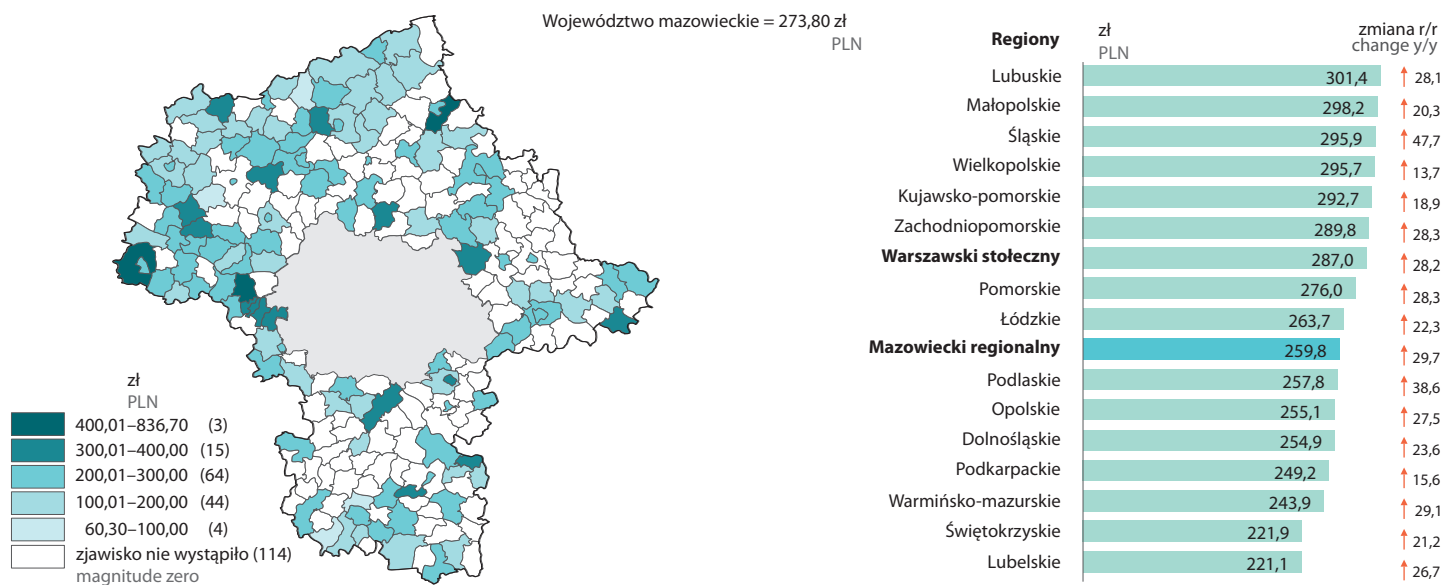 Województwo mazowieckie = 273,80 zł
PLN
zł
PLN
400,01–836,70 (3)
300,01–400,00 (15)
200,01–300,00 (64)
100,01–200,00 (44)
60,30–100,00 (4)
zjawisko nie wystąpiło (114)
magnitude zero
Regiony zł zmiana r/r
PLN change y/y
Lubuskie 301,4 28,1
Małopolskie 298,2 20,3
Śląskie 295,9 47,7
Wielkopolskie 295,7 13,7
Kujawsko-pomorskie 292,7 18,9
Zachodniopomorskie 289,8 28,3
Warszawski stołeczny 287,0 28,2
Pomorskie 276,0 28,3
Łódzkie 263,7 22,3
Mazowiecki regionalny 259,8 29,7
Podlaskie 257,8 38,6
Opolskie 255,1 27,5
Dolnośląskie 254,9 23,6
Podkarpackie 249,2 15,6
Warmińsko-mazurskie 243,9 29,1
Świętokrzyskie 221,9 21,2
Lubelskie 221,1 26,7